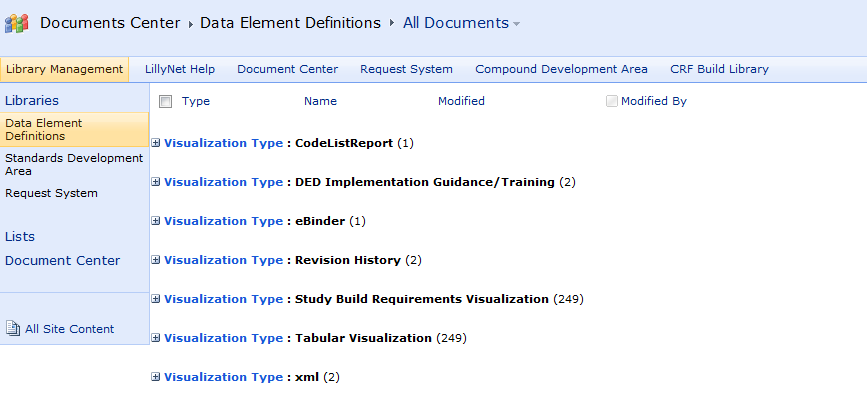 Documents Center › Data Element Definitions › All Documents
Library Management LillyNet Help Document Center Request System Compound Development Area CRF Build Library
Libraries
Data Element
Definitions
Standards Development
Area
Request System
Lists
Document Center
All Site Content
Type Name Modified Modified By
Visualization Type : CodeListReport (1)
Visualization Type : DED Implementation Guidance/Training (2)
Visualization Type : eBinder (1)
Visualization Type : Revision History (2)
Visualization Type : Study Build Requirements Visualization (249)
Visualization Type : Tabular Visualization (249)
Visualization Type : xml (2)